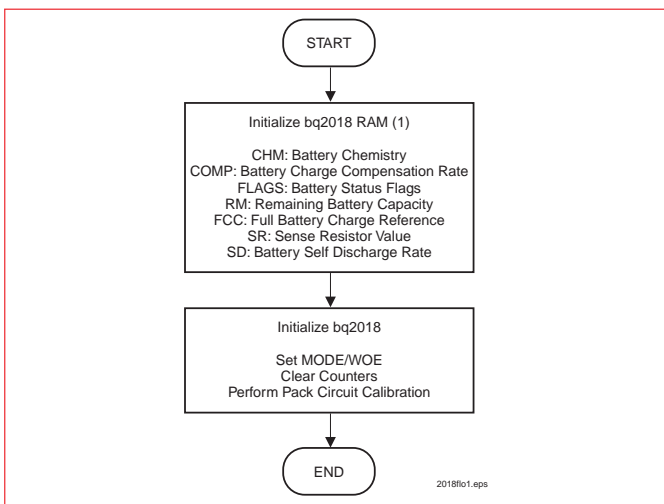 START
Initialize bq2018 RAM (1)
CHM: Battery Chemistry
COMP: Battery Charge Compensation Rate
FLAGS: Battery Status Flags
RM: Remaining Battery Capacity
FCC: Full Battery Charge Reference
SR: Sense Resistor Value
SD: Battery Self Discharge Rate
Initialize bq2018
Set MODE/WOE
Clear Counters
Perform Pack Circuit Calibration
END
2018flo1.eps